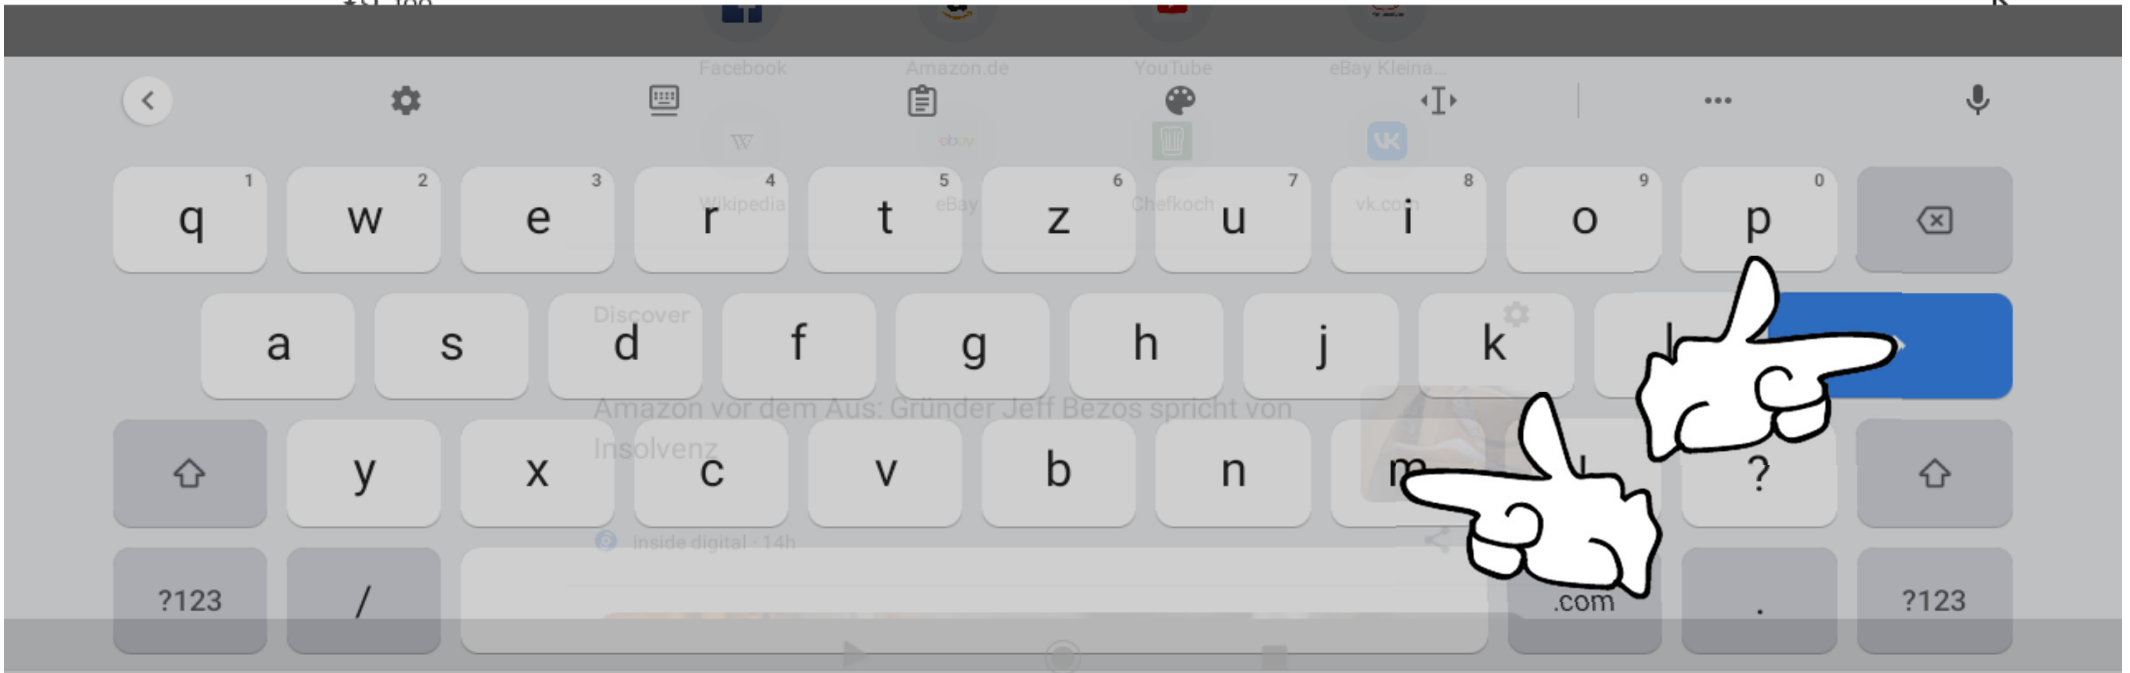 Facebook Amazon.de YouTube eBay Kleina...
W ebay VK
1 2 3 4 5 6 7 8 9 0
q w e r t z u i o p
Wikipedia eBay Chefkoch vk.com
Discover
a s d f g h j k l
Amazon vor dem Aus: Gründer Jeff Bezos spricht von
Insolvenz
y x c v b n m ! ?
inside digital · 14h
?123 / .com . ?123